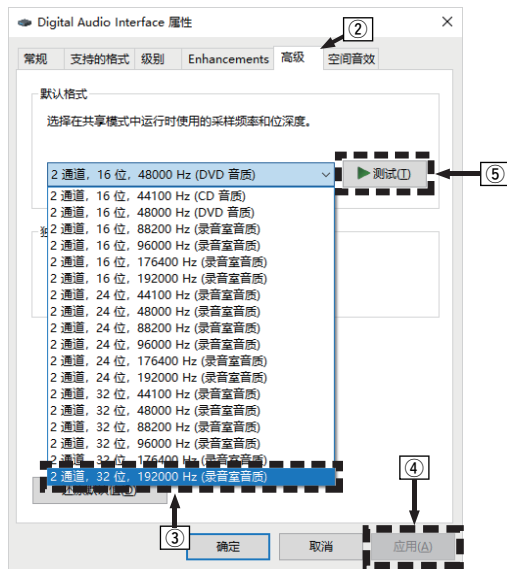 Digital Audio Interface 属性
②
常规 支持的格式 级别 Enhancements 高级 空间音效
默认格式
选择在共享模式中运行时使用的采样频率和位深度。
2 通道, 16 位, 48000 Hz (DVD 音质)
测试(T)
⑤
2 通道, 16 位, 44100 Hz (CD 音质)
2 通道, 16 位, 48000 Hz (DVD 音质)
2 通道, 16 位, 88200 Hz (录音室音质)
2 通道, 16 位, 96000 Hz (录音室音质)
2 通道, 16 位, 176400 Hz (录音室音质)
2 通道, 16 位, 192000 Hz (录音室音质)
2 通道, 24 位, 44100 Hz (录音室音质)
2 通道, 24 位, 48000 Hz (录音室音质)
2 通道, 24 位, 88200 Hz (录音室音质)
2 通道, 24 位, 96000 Hz (录音室音质)
2 通道, 24 位, 176400 Hz (录音室音质)
2 通道, 24 位, 192000 Hz (录音室音质)
2 通道, 32 位, 44100 Hz (录音室音质)
2 通道, 32 位, 48000 Hz (录音室音质)
2 通道, 32 位, 88200 Hz (录音室音质)
2 通道, 32 位, 96000 Hz (录音室音质)
2 通道, 32 位, 176400 Hz (录音室音质)
2 通道, 32 位, 192000 Hz (录音室音质)
④
③
确定 取消 应用(A)